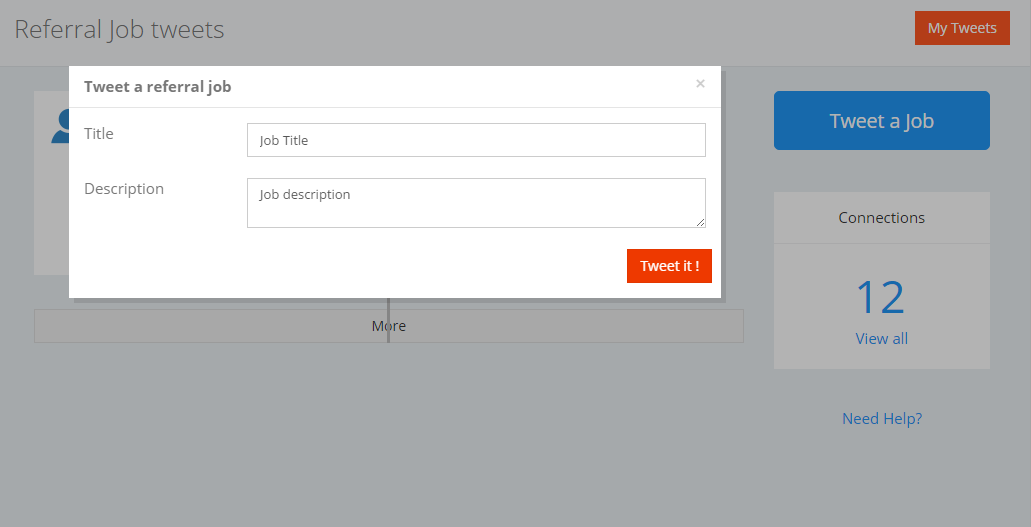 Referral Job tweets
My Tweets
Tweet a referral job
×
Title
Job Title
Description
Job description
Tweet it !
More
Tweet a Job
Connections
12
View all
Need Help?